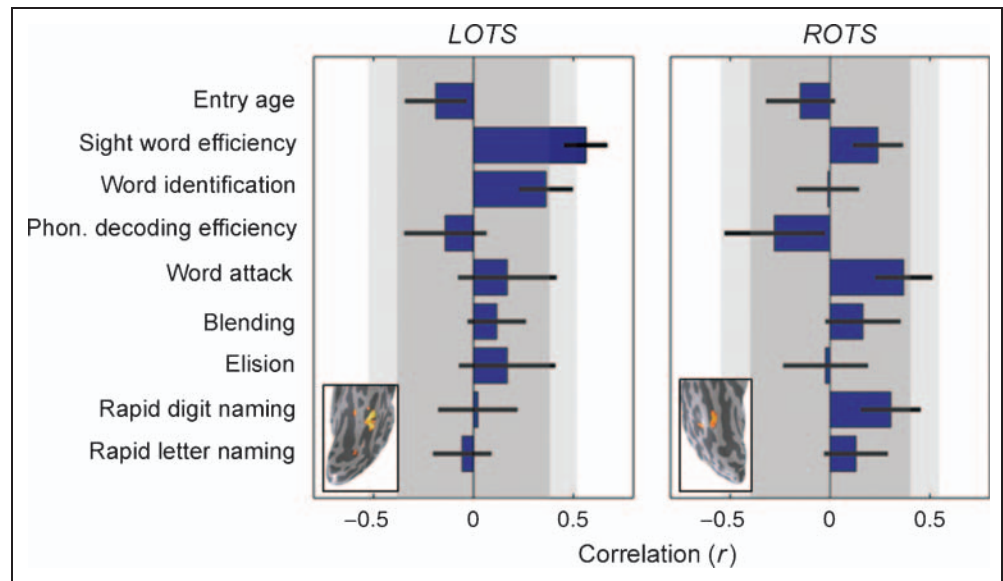 LOTS
ROTS
Entry age
Sight word efficiency
Word identification
Phon. decoding efficiency
Word attack
Blending
Elision
Rapid digit naming
Rapid letter naming
−0.5 0 0.5
−0.5 0 0.5
Correlation (r)